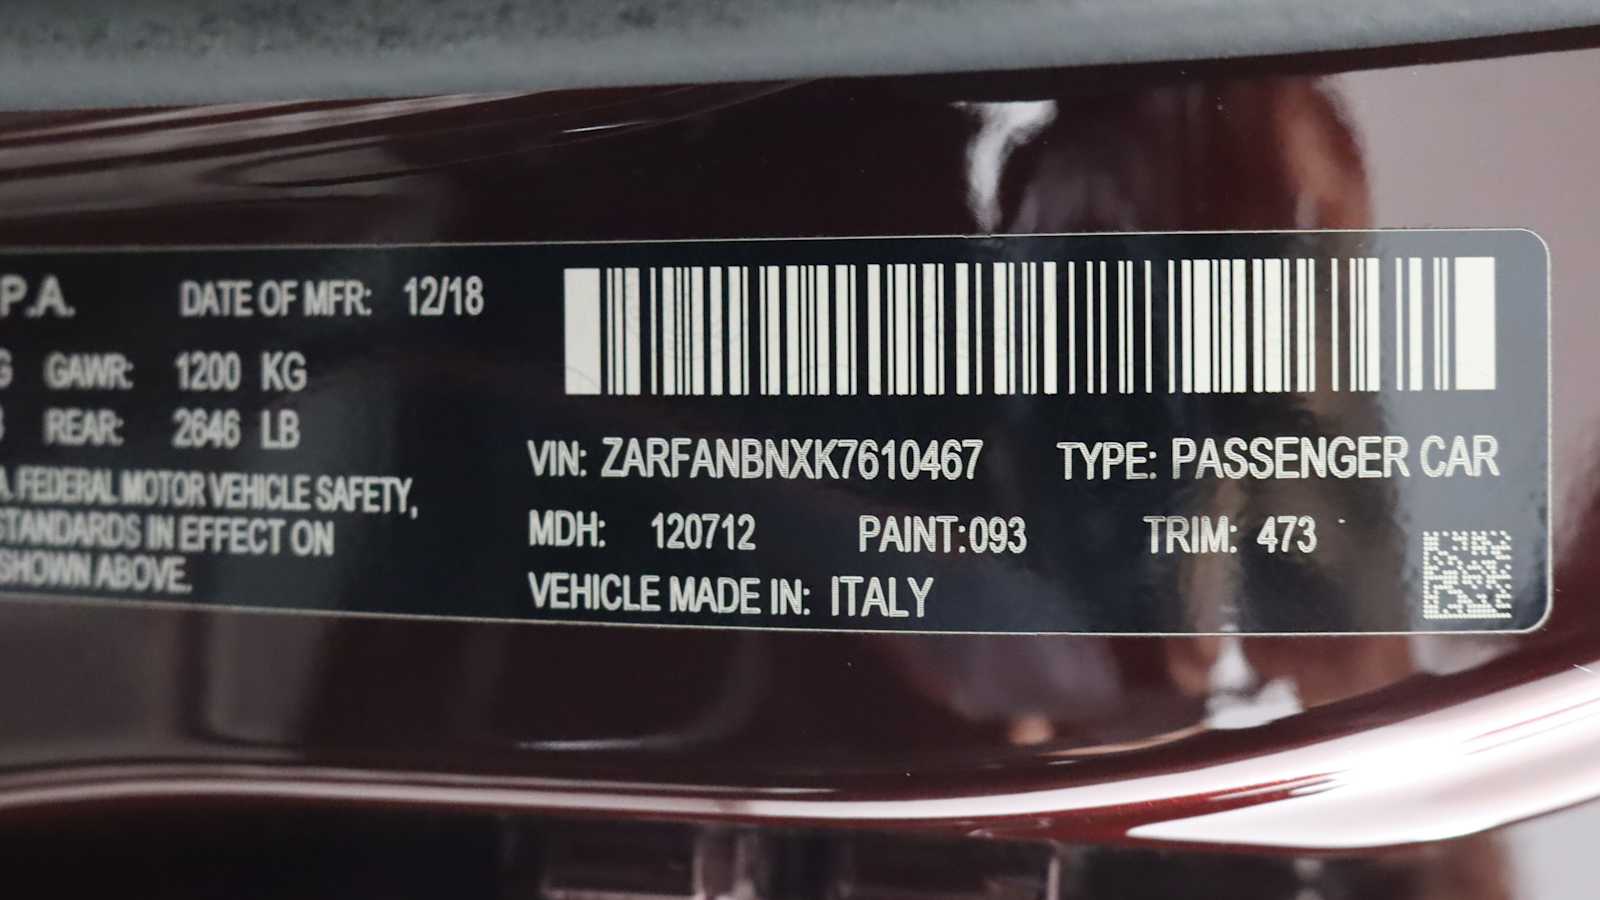 P.A. DATE OF MFR: 12/18
G GAWR: 1200 KG
REAR: 2646 LB
A. FEDERAL MOTOR VEHICLE SAFETY,
STANDARDS IN EFFECT ON
SHOWN ABOVE.
VIN: ZARFANBNXK7610467 TYPE: PASSENGER CAR
MDH: 120712 PAINT:093 TRIM: 473
VEHICLE MADE IN: ITALY